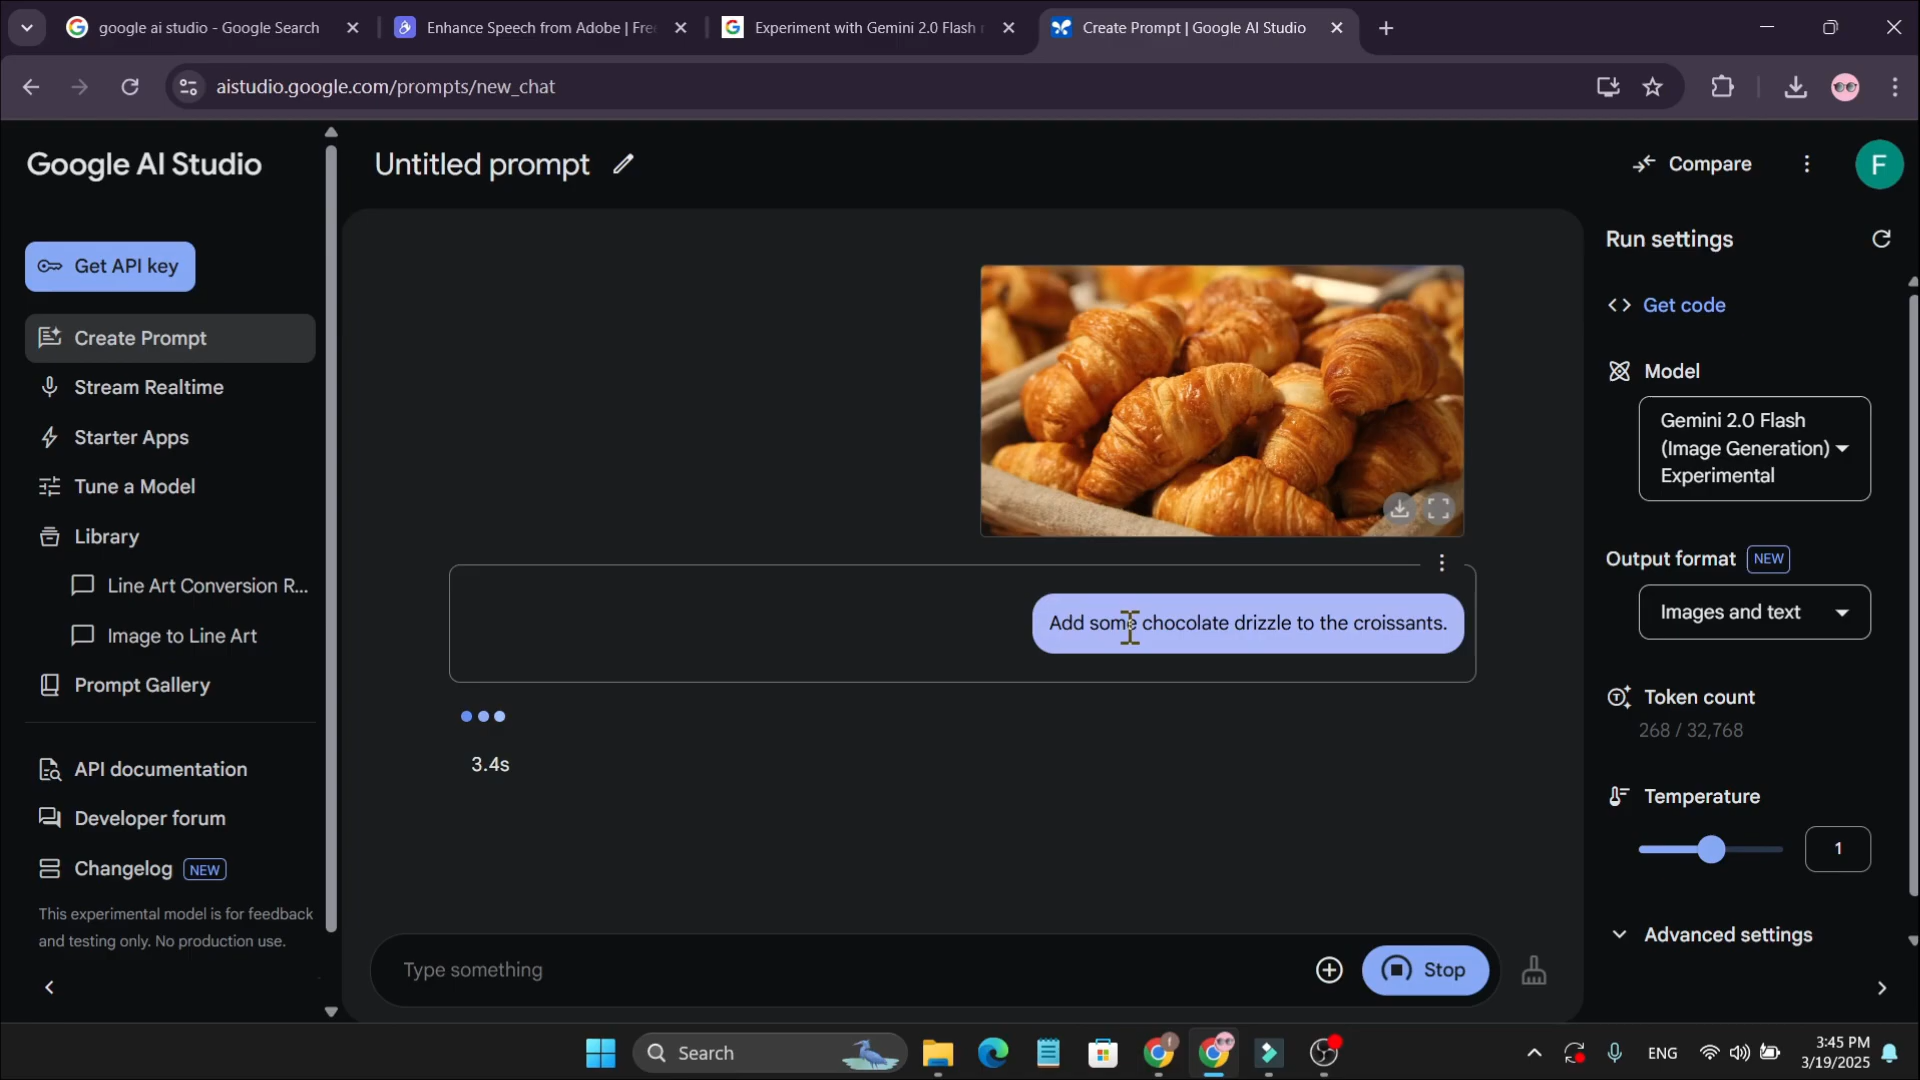 google ai studio - Google Search
Enhance Speech from Adobe | Fre
Experiment with Gemini 2.0 Flash
Create Prompt | Google AI Studio
aistudio.google.com/prompts/new_chat
Google AI Studio
Untitled prompt
Compare
F
Get API key
Run settings
Get code
Create Prompt
Stream Realtime
Starter Apps
Tune a Model
Library
Line Art Conversion R...
Image to Line Art
Prompt Gallery
API documentation
Developer forum
Changelog NEW
This experimental model is for feedback
and testing only. No production use.
Model
Gemini 2.0 Flash
(Image Generation)
Experimental
Output format NEW
Images and text
Add some chocolate drizzle to the croissants.
3.4s
Token count
268 / 32,768
Temperature
1
Advanced settings
Type something
Stop
Search
ENG
3:45 PM
3/19/2025